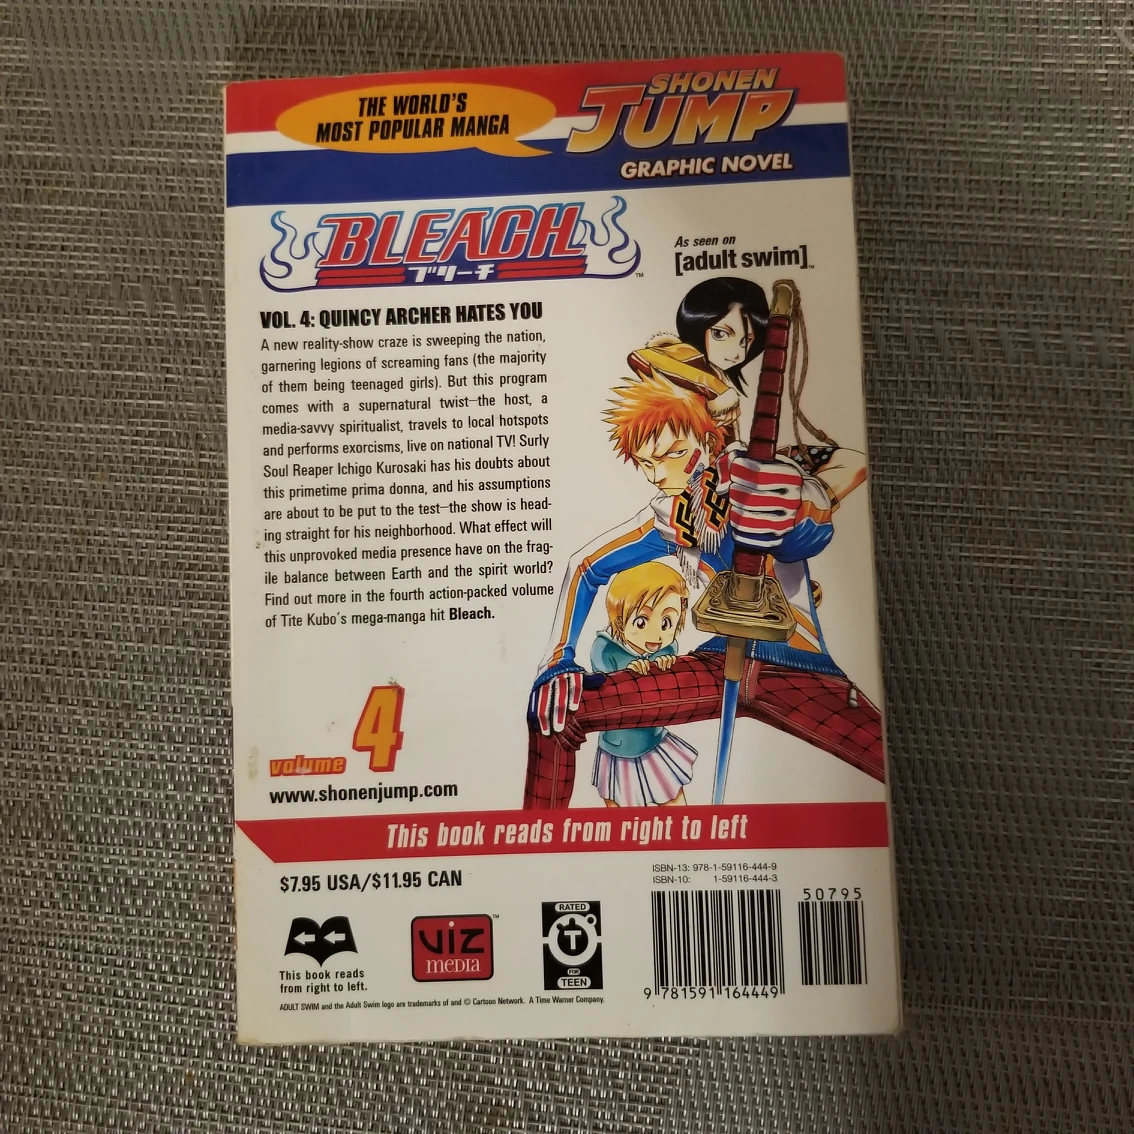 THE WORLD'S
MOST POPULAR MANGA
SHONEN
JUMP
GRAPHIC NOVEL
BLEACH
ブリーチ
™
As seen on
[adult swim]™
VOL. 4: QUINCY ARCHER HATES YOU
A new reality-show craze is sweeping the nation,
garnering legions of screaming fans (the majority
of them being teenaged girls). But this program
comes with a supernatural twist—the host, a
media-savvy spiritualist, travels to local hotspots
and performs exorcisms, live on national TV! Surly
Soul Reaper Ichigo Kurosaki has his doubts about
this primetime prima donna, and his assumptions
are about to be put to the test—the show is head-
ing straight for his neighborhood. What effect will
this unprovoked media presence have on the frag-
ile balance between Earth and the spirit world?
Find out more in the fourth action-packed volume
of Tite Kubo's mega-manga hit Bleach.
volume 4
www.shonenjump.com
This book reads from right to left
$7.95 USA/$11.95 CAN
This book reads
from right to left.
VIZ
MEDIA
™
RATED
T
FOR
TEEN
ISBN-13: 978-1-59116-444-9
ISBN-10: 1-59116-444-3
50795
9 781591 164449
ADULT SWIM and the Adult Swim logo are trademarks of and © Cartoon Network. A Time Warner Company.